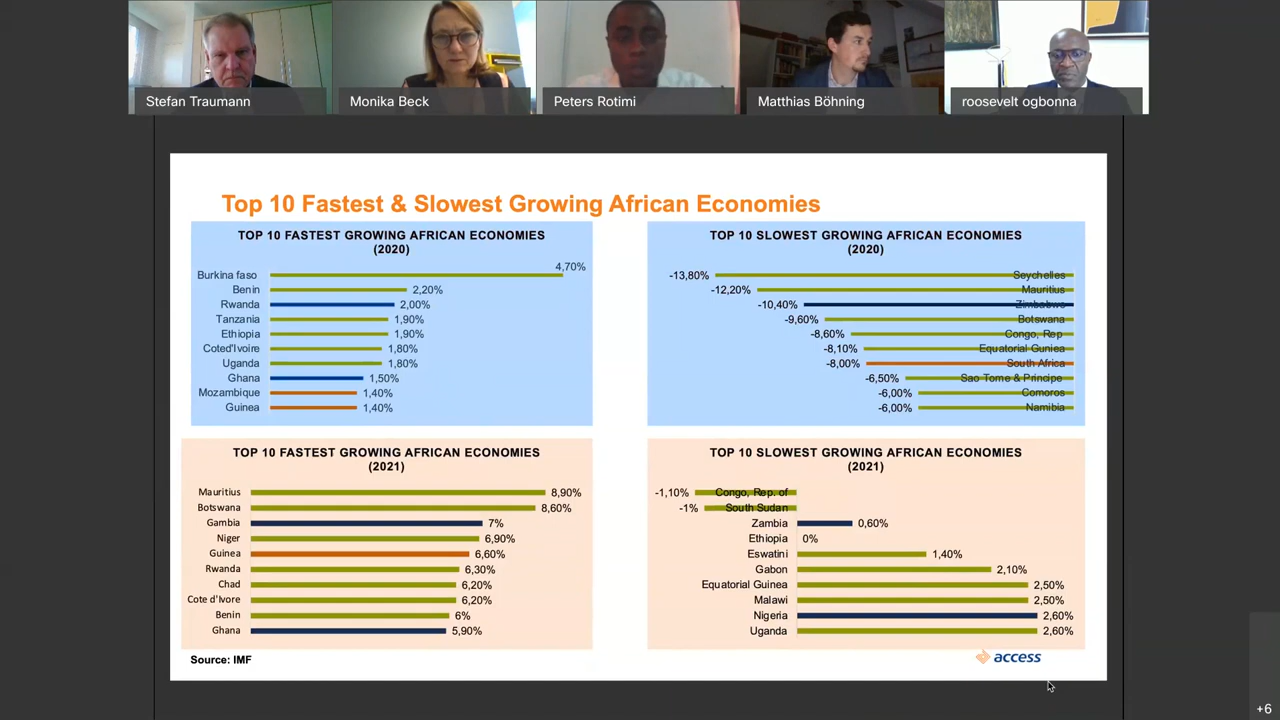 Stefan Traumann
Monika Beck
Peters Rotimi
Matthias Böhning
roosevelt ogbonna
Top 10 Fastest & Slowest Growing African Economies
TOP 10 FASTEST GROWING AFRICAN ECONOMIES
(2020)
Burkina faso 4,70%
Benin 2,20%
Rwanda 2,00%
Tanzania 1,90%
Ethiopia 1,90%
Coted'Ivoire 1,80%
Uganda 1,80%
Ghana 1,50%
Mozambique 1,40%
Guinea 1,40%
TOP 10 SLOWEST GROWING AFRICAN ECONOMIES
(2020)
-13,80% Seychelles
-12,20% Mauritius
-10,40% Zimbabwe
-9,60% Botswana
-8,60% Congo, Rep
-8,10% Equatorial Guniea
-8,00% South Africa
-6,50% Sao Tome & Principe
-6,00% Comoros
-6,00% Namibia
TOP 10 FASTEST GROWING AFRICAN ECONOMIES
(2021)
Mauritius 8,90%
Botswana 8,60%
Gambia 7%
Niger 6,90%
Guinea 6,60%
Rwanda 6,30%
Chad 6,20%
Cote d'Ivore 6,20%
Benin 6%
Ghana 5,90%
TOP 10 SLOWEST GROWING AFRICAN ECONOMIES
(2021)
-1,10% Congo, Rep. of
-1% South Sudan
Zambia 0,60%
Ethiopia 0%
Eswatini 1,40%
Gabon 2,10%
Equatorial Guinea 2,50%
Malawi 2,50%
Nigeria 2,60%
Uganda 2,60%
Source: IMF
access
+6